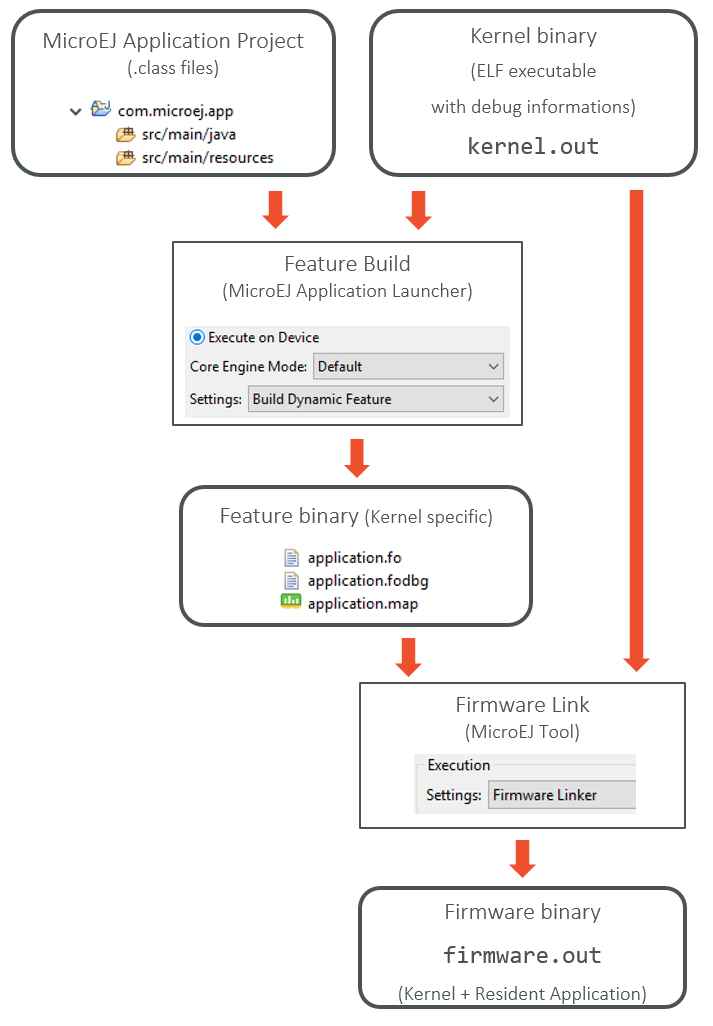 MicroEJ Application Project
(.class files)
com.microej.app
src/main/java
src/main/resources
Kernel binary
(ELF executable
with debug informations)
kernel.out
Feature Build
(MicroEJ Application Launcher)
Execute on Device
Core Engine Mode: Default
Settings: Build Dynamic Feature
Feature binary (Kernel specific)
application.fo
application.fodbg
application.map
Firmware Link
(MicroEJ Tool)
Execution
Settings: Firmware Linker
Firmware binary
firmware.out
(Kernel + Resident Application)